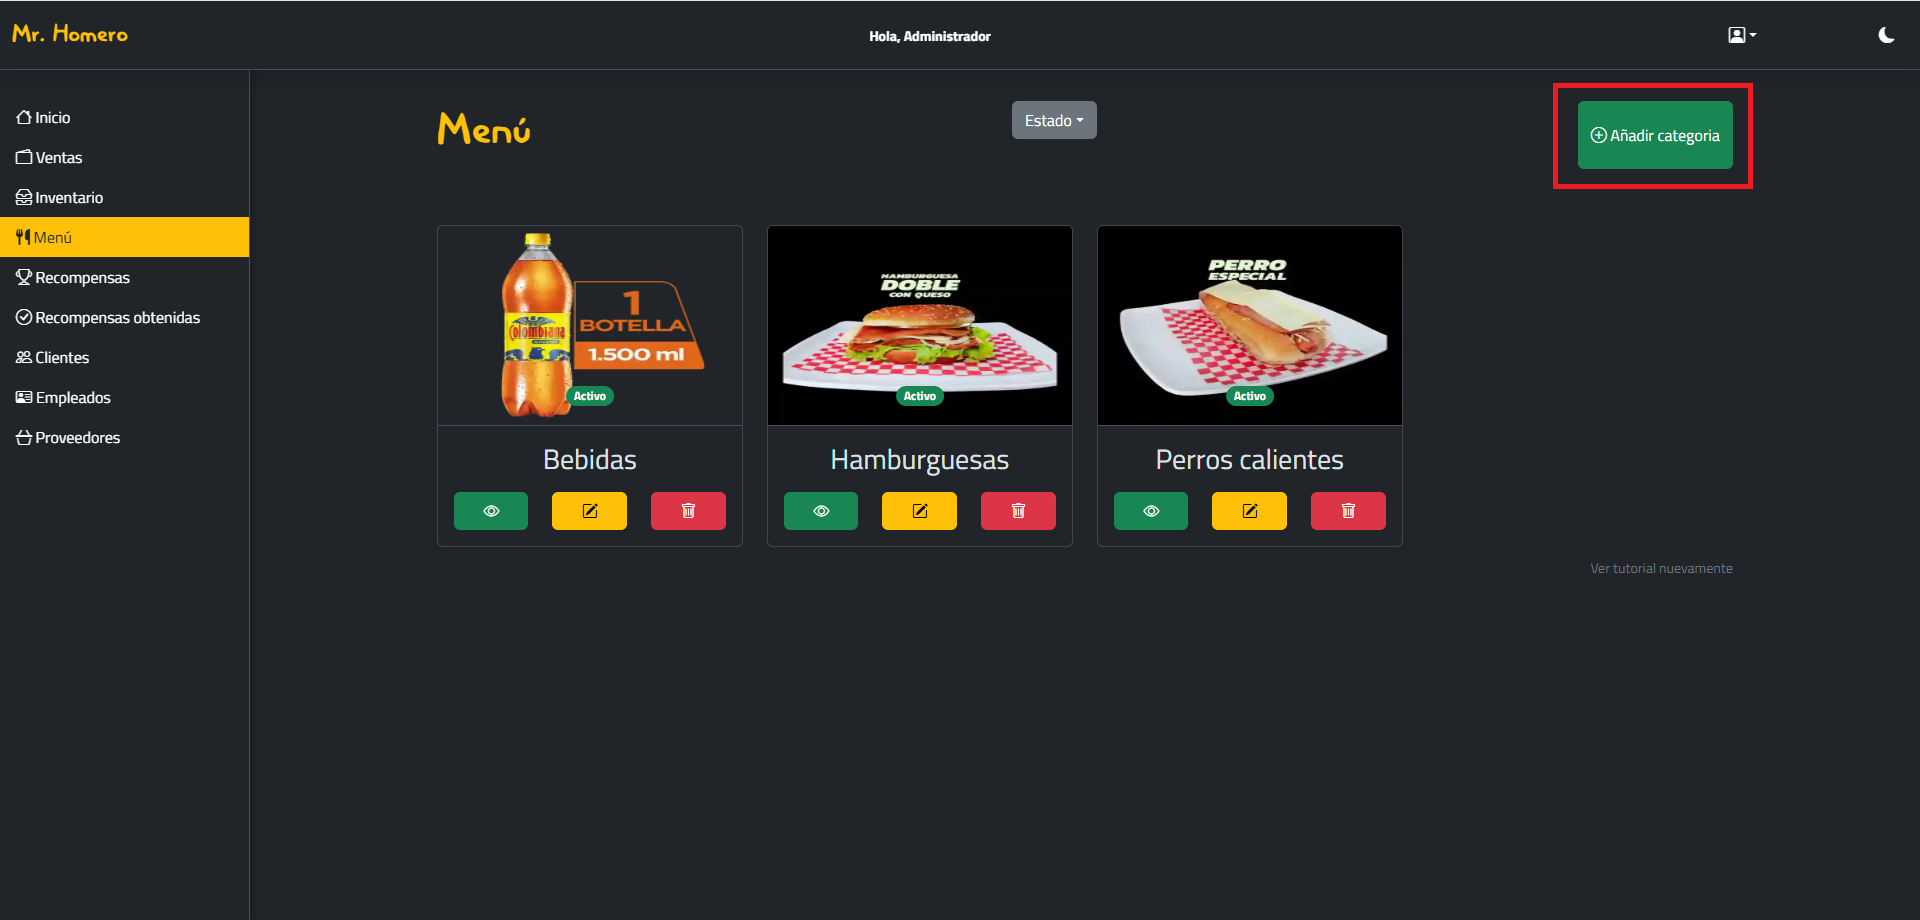 Mr. Homero
Hola, Administrador
Inicio
Ventas
Inventario
Menú
Recompensas
Recompensas obtenidas
Clientes
Empleados
Proveedores
Menú
Estado
Añadir categoria
1
BOTELLA
1.500 ml
Colombiana
Activo
Bebidas
HAMBURGUESA
DOBLE
CON QUESO
Activo
Hamburguesas
PERRO
ESPECIAL
Activo
Perros calientes
Ver tutorial nuevamente